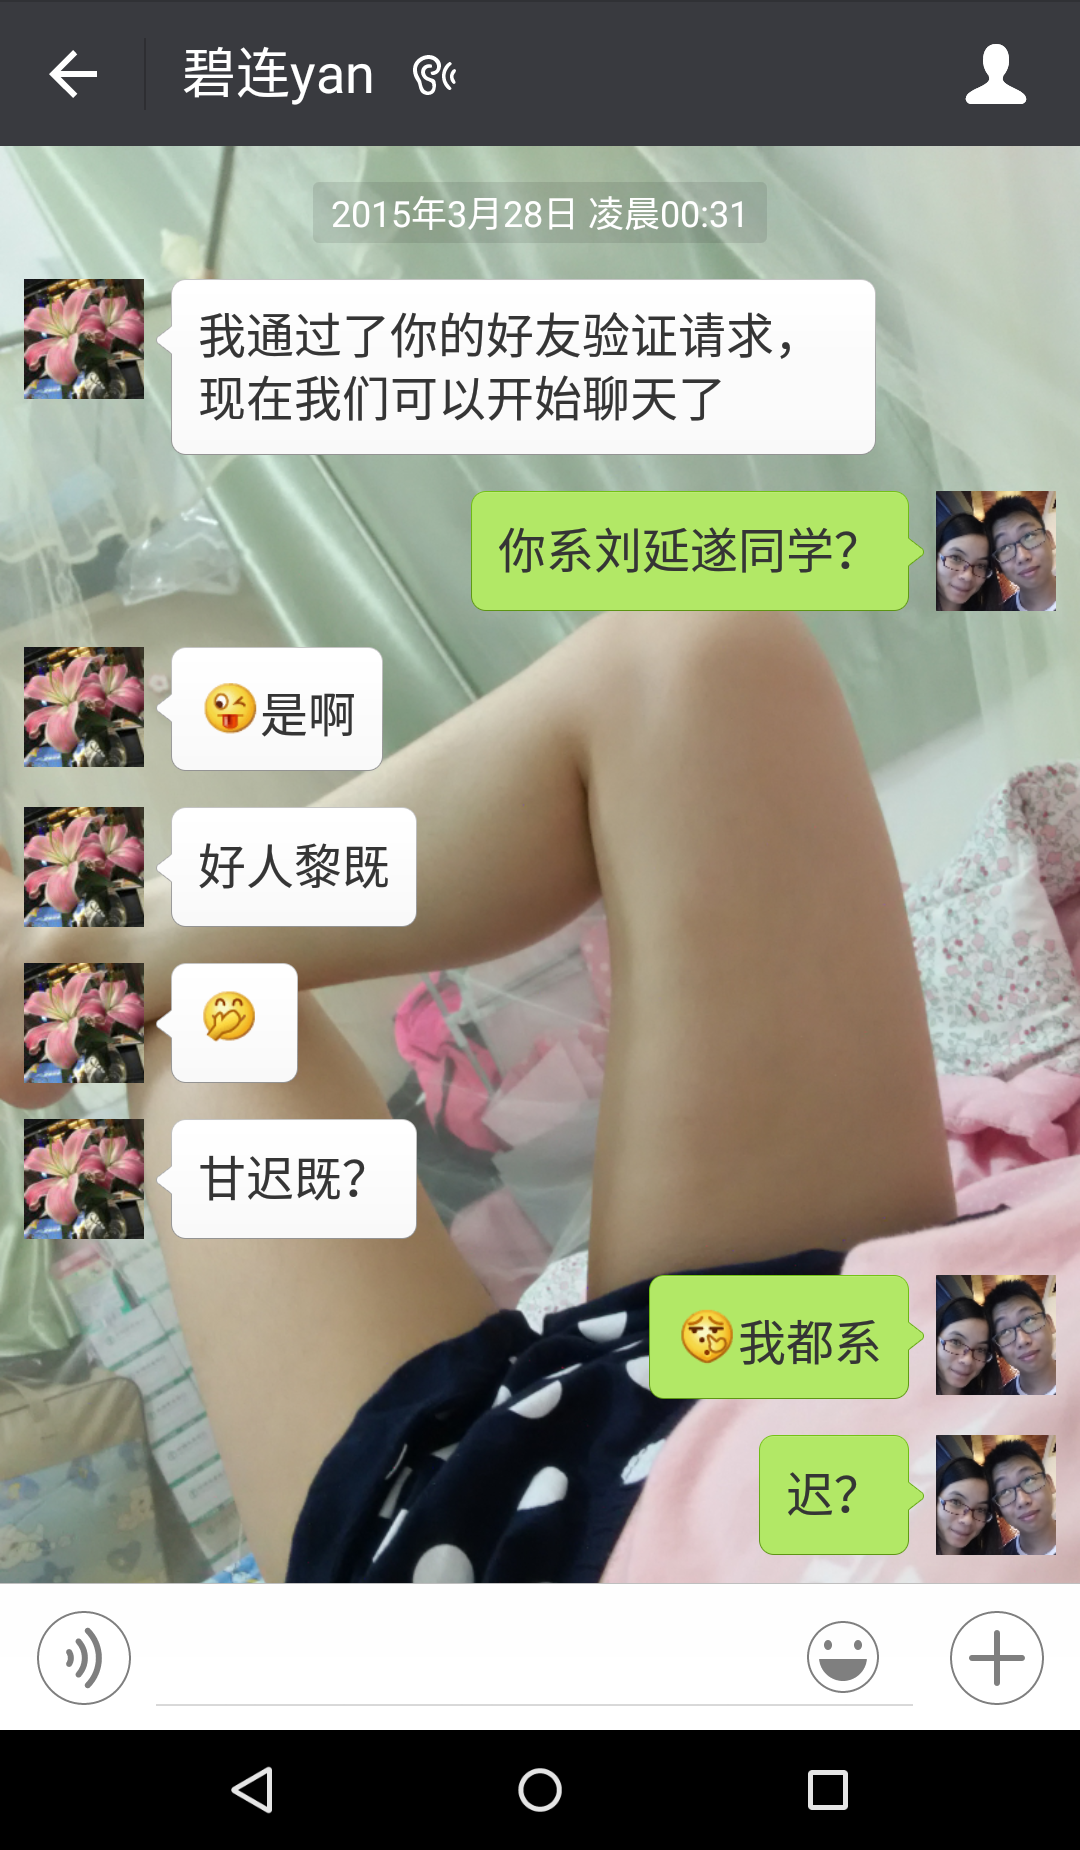 碧连yan
2015年3月28日 凌晨00:31
我通过了你的好友验证请求，
现在我们可以开始聊天了
你系刘延遂同学？
是啊
好人黎既
甘迟既？
我都系
迟？